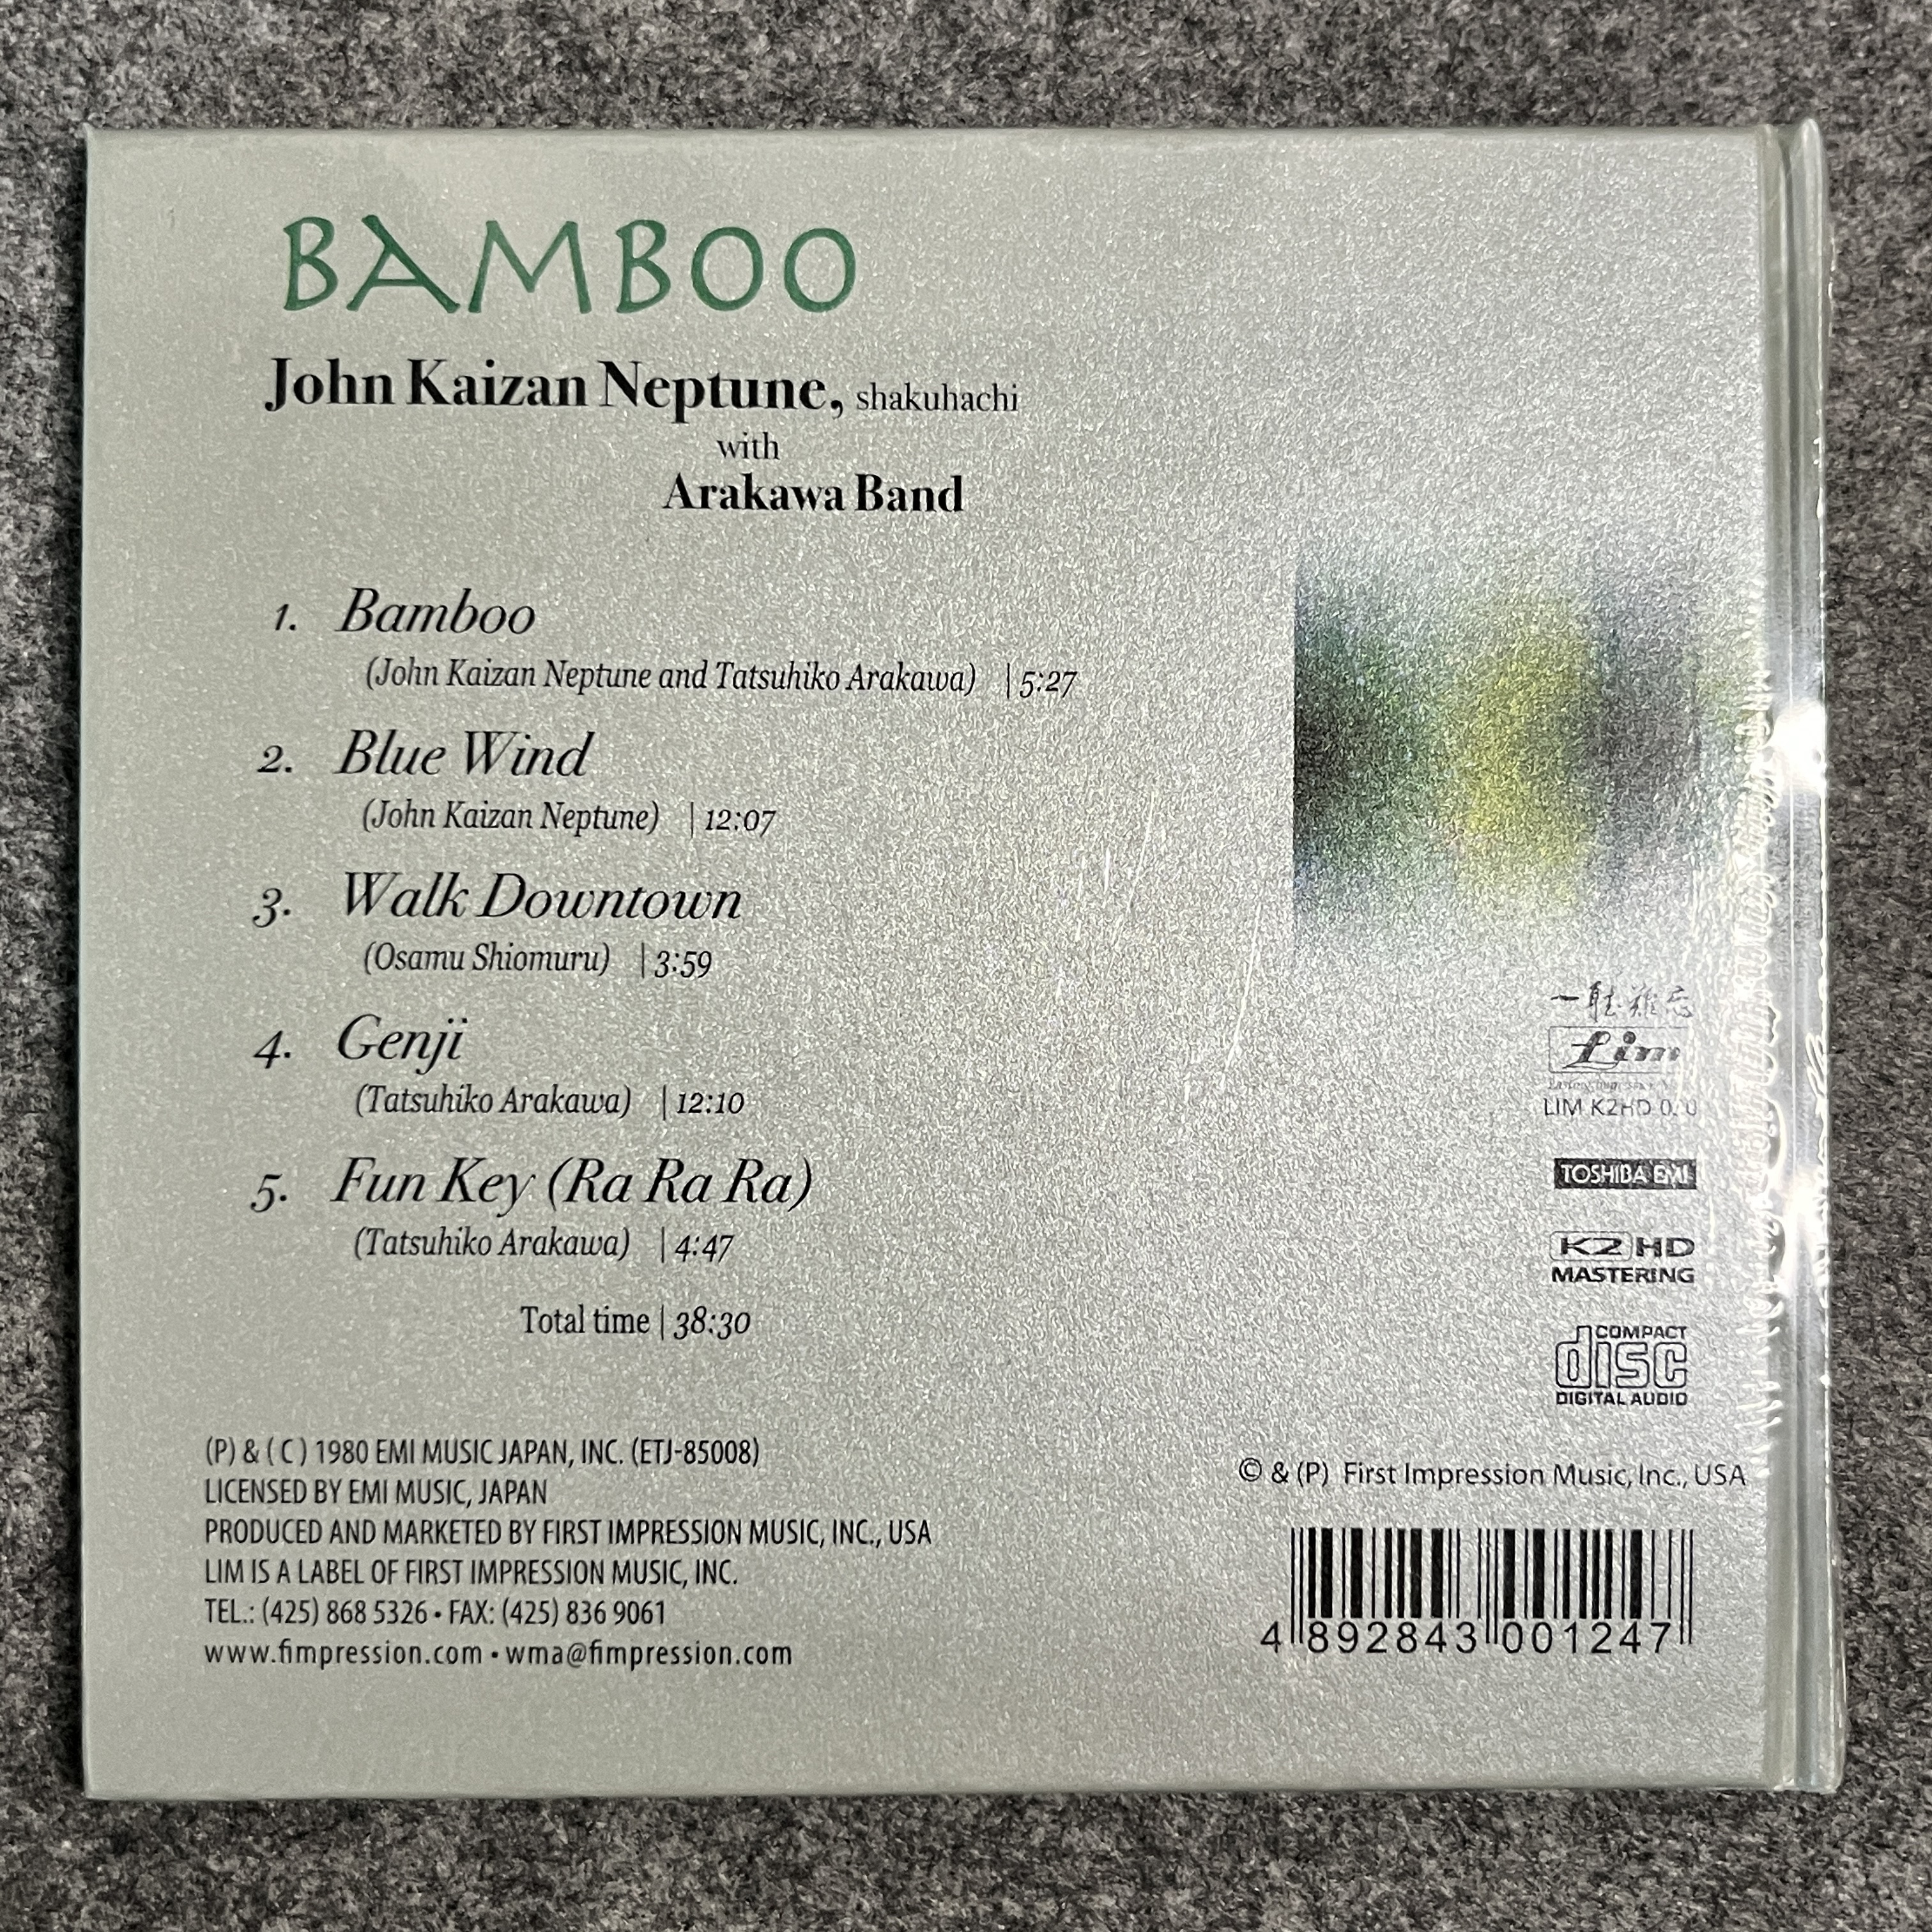 BAMBOO
John Kaizan Neptune, shakuhachi
with
Arakawa Band
1. Bamboo
(John Kaizan Neptune and Tatsuhiko Arakawa) | 5:27
2. Blue Wind
(John Kaizan Neptune) | 12:07
3. Walk Downtown
(Osamu Shiomuru) | 3:59
4. Genji
(Tatsuhiko Arakawa) | 12:10
5. Fun Key (Ra Ra Ra)
(Tatsuhiko Arakawa) | 4:47
Total time | 38:30
一聴難忘
Lim
LIM K2HD
TOSHIBA EMI
K2 HD
MASTERING
COMPACT
disc
DIGITAL AUDIO
(P) & ( C ) 1980 EMI MUSIC JAPAN, INC. (ETJ-85008)
LICENSED BY EMI MUSIC, JAPAN
PRODUCED AND MARKETED BY FIRST IMPRESSION MUSIC, INC., USA
LIM IS A LABEL OF FIRST IMPRESSION MUSIC, INC.
TEL.: (425) 868 5326 • FAX: (425) 836 9061
www.fimpression.com • wma@fimpression.com
© & (P) First Impression Music, Inc., USA
4 892843 001247